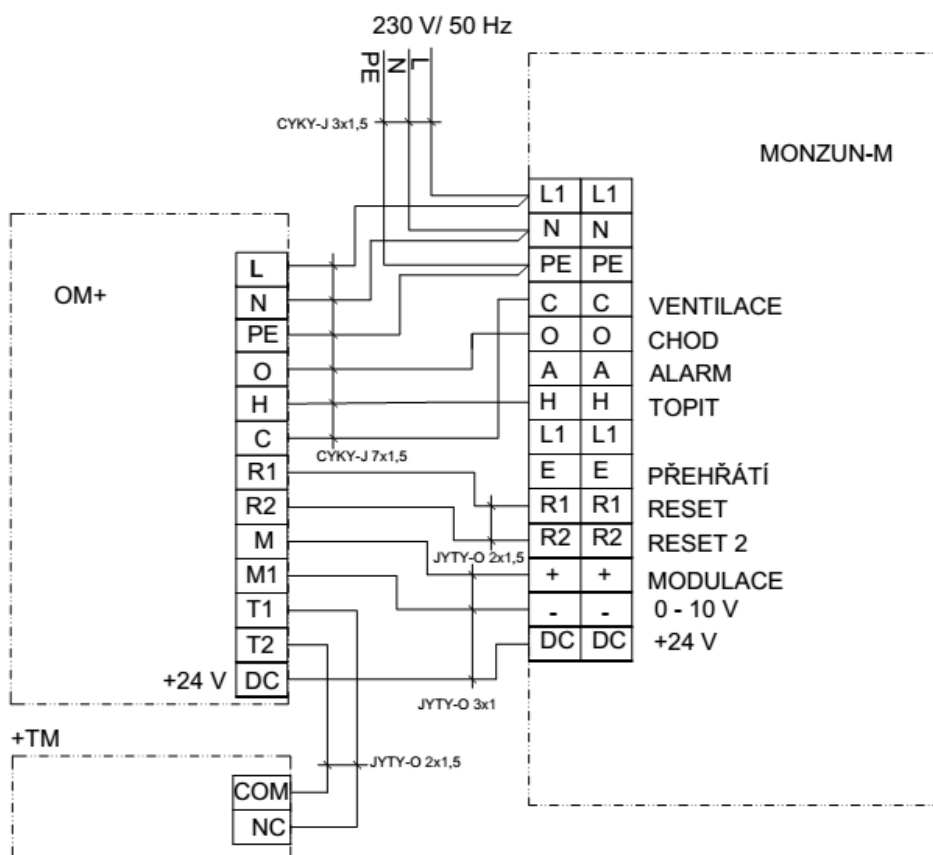 230 V/ 50 Hz
PE N L
CYKY-J 3x1,5
MONZUN-M
L1 L1
N N
PE PE
C C VENTILACE
O O CHOD
A A ALARM
H H TOPIT
L1 L1
E E PŘEHŘÁTÍ
R1 R1 RESET
R2 R2 RESET 2
+ + MODULACE
- - 0 - 10 V
DC DC +24 V
OM+
L
N
PE
O
H
C
R1
R2
M
M1
T1
T2
+24 V DC
CYKY-J 7x1,5
JYTY-O 2x1,5
JYTY-O 3x1
+TM
JYTY-O 2x1,5
COM
NC